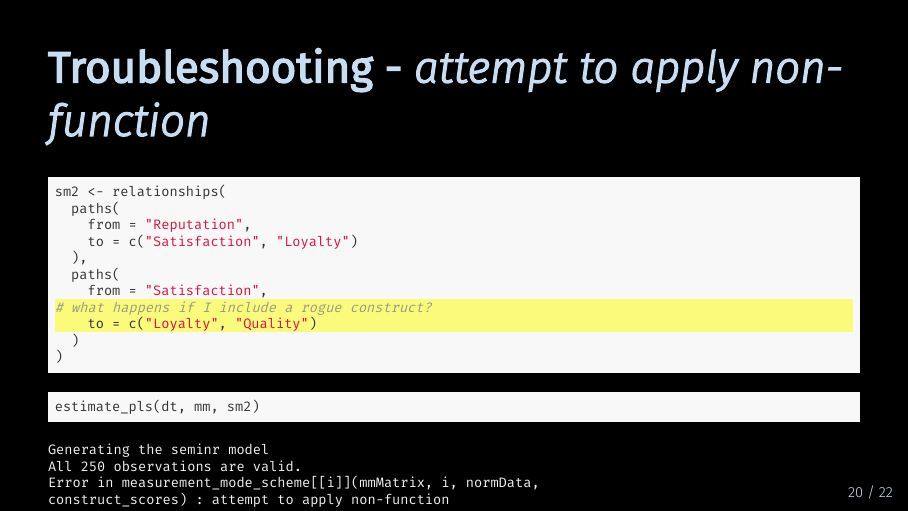 Troubleshooting - attempt to apply non-
function
sm2 <- relationships(
  paths(
    from = "Reputation",
    to = c("Satisfaction", "Loyalty")
  ),
  paths(
    from = "Satisfaction",
# what happens if I include a rogue construct?
    to = c("Loyalty", "Quality")
  )
)
estimate_pls(dt, mm, sm2)
Generating the seminr model
All 250 observations are valid.
Error in measurement_mode_scheme[[i]](mmMatrix, i, normData,
construct_scores) : attempt to apply non-function
20 / 22